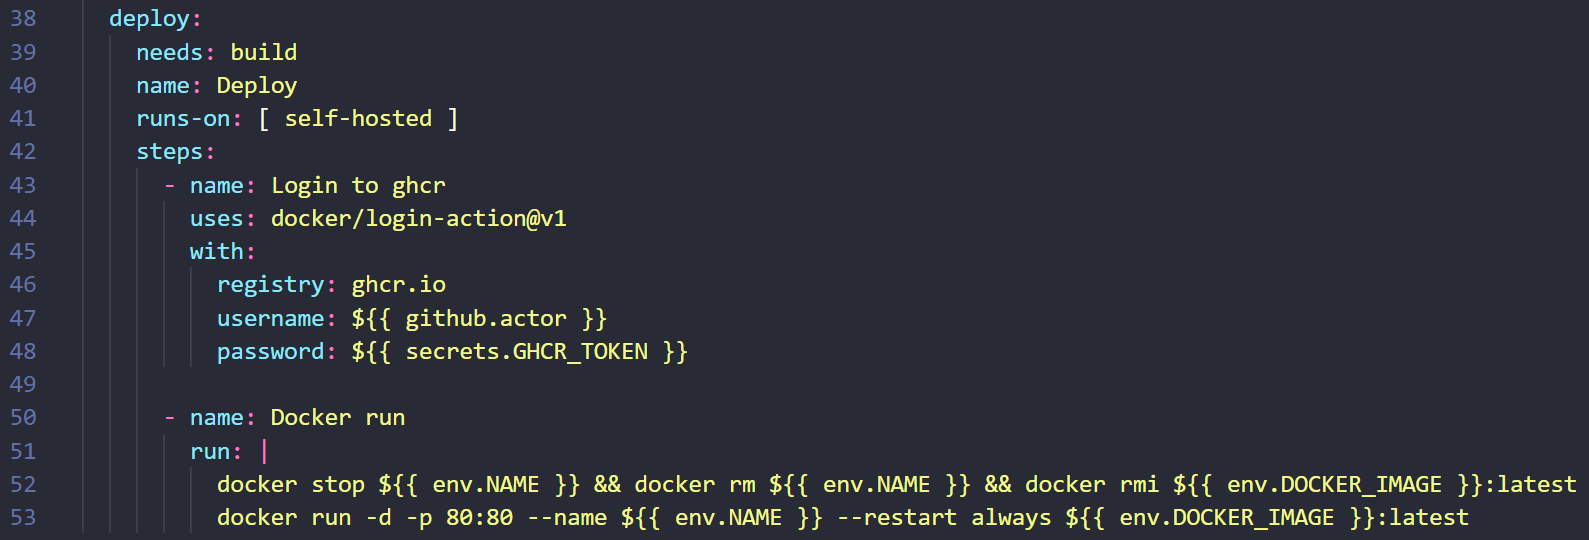 38 deploy:
39 needs: build
40 name: Deploy
41 runs-on: [ self-hosted ]
42 steps:
43 - name: Login to ghcr
44 uses: docker/login-action@v1
45 with:
46 registry: ghcr.io
47 username: ${{ github.actor }}
48 password: ${{ secrets.GHCR_TOKEN }}
49
50 - name: Docker run
51 run: |
52 docker stop ${{ env.NAME }} && docker rm ${{ env.NAME }} && docker rmi ${{ env.DOCKER_IMAGE }}:latest
53 docker run -d -p 80:80 --name ${{ env.NAME }} --restart always ${{ env.DOCKER_IMAGE }}:latest